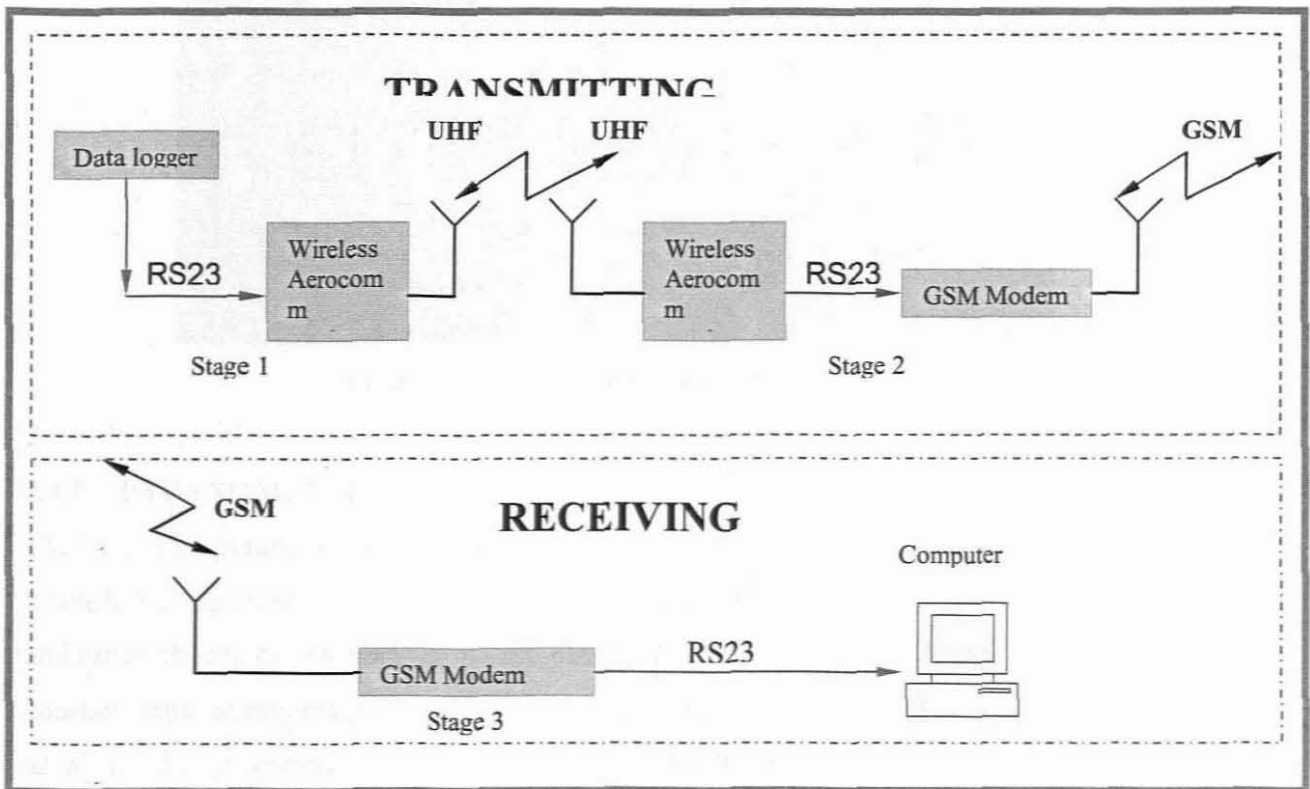 TRANSMITTING
UHF
UHF
GSM
Data logger
Wireless
Aerocom
m
RS23
Wireless
Aerocom
m
RS23
GSM Modem
Stage 1
Stage 2
GSM
RECEIVING
Computer
RS23
GSM Modem
Stage 3